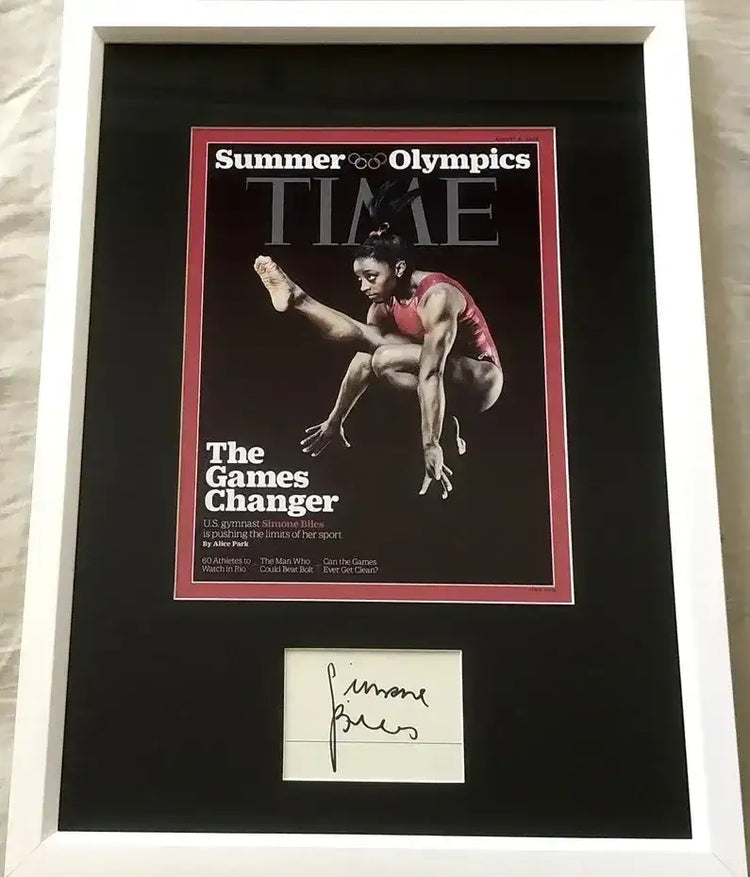 Summer Olympics
TIME
The
Games
Changer
U.S. gymnast Simone Biles
is pushing the limits of her sport
By Alice Park
60 Athletes to
Watch in Rio
The Man Who
Could Beat Bolt
Can the Games
Ever Get Clean?
Simone
Biles